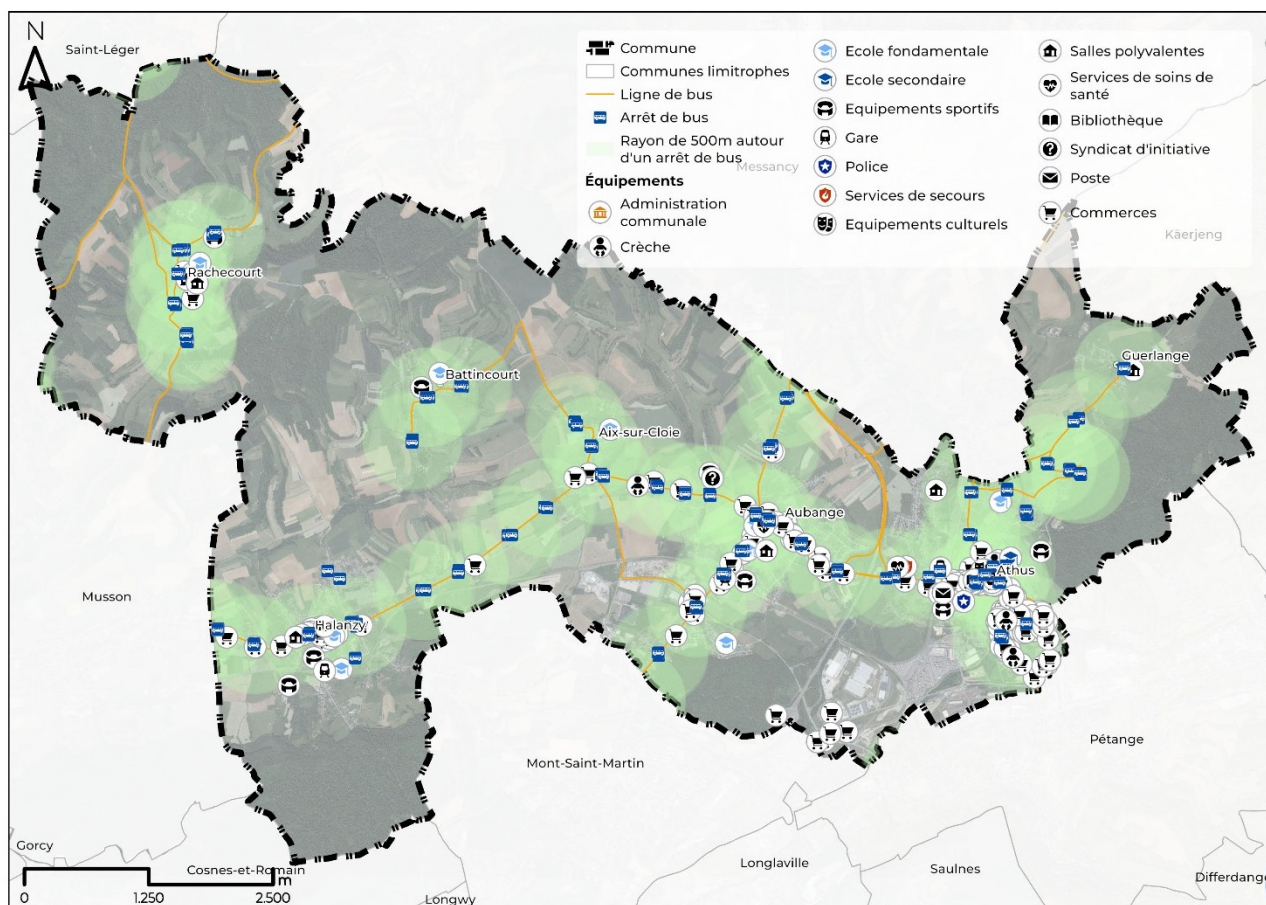 N
Saint-Léger
Commune
Communes limitrophes
Ligne de bus
Arrêt de bus
Rayon de 500m autour
d'un arrêt de bus
Équipements
Administration
communale
Crèche
Ecole fondamentale
Ecole secondaire
Equipements sportifs
Gare
Police
Services de secours
Equipements culturels
Salles polyvalentes
Services de soins de
santé
Bibliothèque
Syndicat d'initiative
Poste
Commerces
Messancy
Käerjeng
Rachecourt
Guerlange
Battincourt
Aix-sur-Cloie
Aubange
Athus
Musson
Halanzy
Pétange
Mont-Saint-Martin
Gorcy
Cosnes-et-Romain
Longlaville
Saulnes
Differdange
Longwy
m
0
1.250
2.500